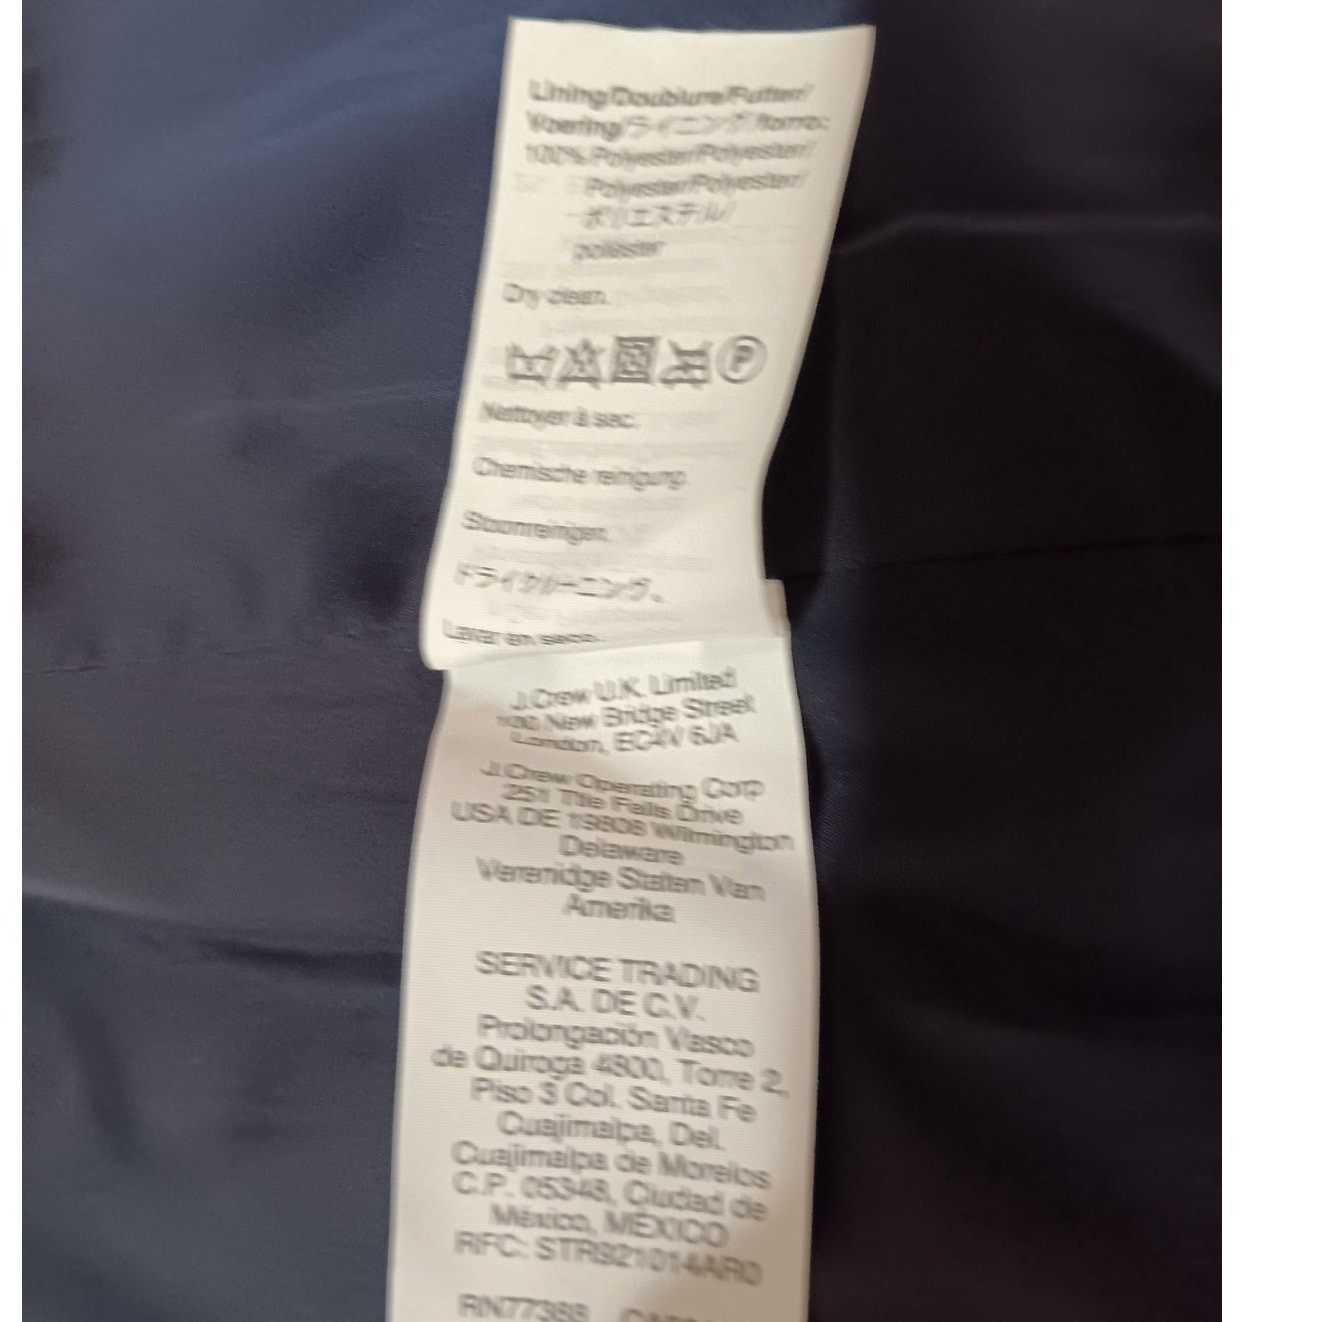 Lining/Doublure/Futter/
Voering/ライニング/forro:
100% Polyester/Polyester/
Polyester/Polyester/
ポリエステル/
poliéster
Dry clean.
P
Nettoyer à sec.
Chemische reinigung.
Stoomreinigen.
ドライクリーニング。
Lavar en seco.
J.Crew U.K. Limited
100 New Bridge Street
London, EC4V 6JA
J.Crew Operating Corp
251 Ttle Falls Drive
USA DE 19808 Wilmington
Delaware
Verenidge Staten Van
Amerika
SERVICE TRADING
S.A. DE C.V.
Prolongación Vasco
de Quiroga 4800, Torre 2,
Piso 3 Col. Santa Fe
Cuajimalpa, Del.
Cuajimalpa de Morelos
C.P. 05348, Ciudad de
México, MÉXICO
RFC: STR921014AR0
RN77388